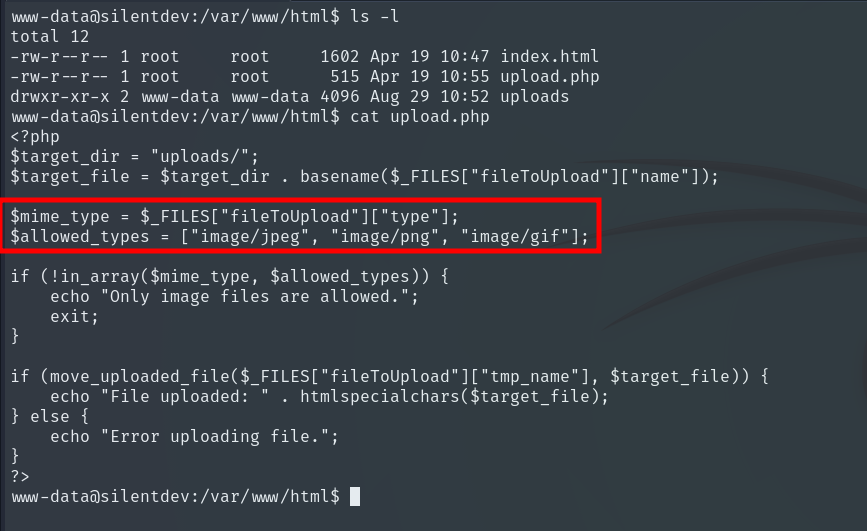 www-data@silentdev:/var/www/html$ ls -l
total 12
-rw-r--r-- 1 root     root     1602 Apr 19 10:47 index.html
-rw-r--r-- 1 root     root      515 Apr 19 10:55 upload.php
drwxr-xr-x 2 www-data www-data 4096 Aug 29 10:52 uploads
www-data@silentdev:/var/www/html$ cat upload.php
<?php
$target_dir = "uploads/";
$target_file = $target_dir . basename($_FILES["fileToUpload"]["name"]);

$mime_type = $_FILES["fileToUpload"]["type"];
$allowed_types = ["image/jpeg", "image/png", "image/gif"];

if (!in_array($mime_type, $allowed_types)) {
    echo "Only image files are allowed.";
    exit;
}

if (move_uploaded_file($_FILES["fileToUpload"]["tmp_name"], $target_file)) {
    echo "File uploaded: " . htmlspecialchars($target_file);
} else {
    echo "Error uploading file.";
}
?>
www-data@silentdev:/var/www/html$